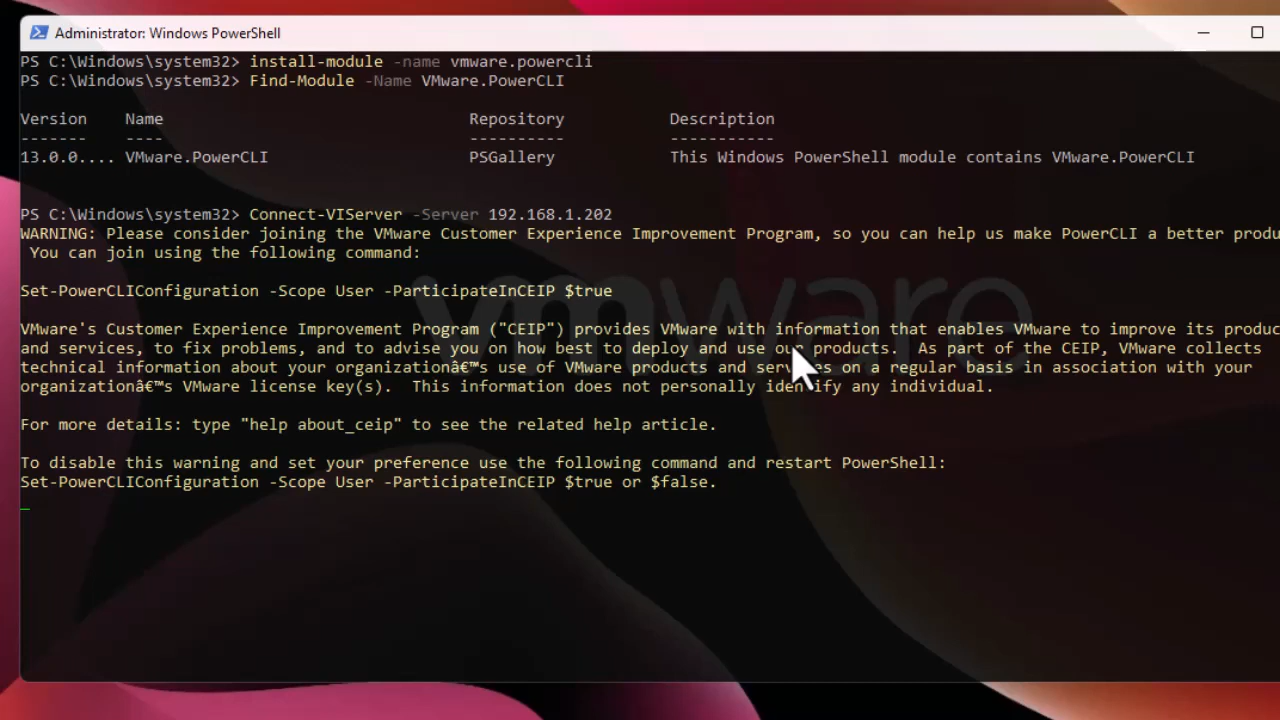 Administrator: Windows PowerShell
PS C:\Windows\system32> install-module -name vmware.powercli
PS C:\Windows\system32> Find-Module -Name VMware.PowerCLI
Version Name Repository Description
------- ---- ---------- -----------
13.0.0.... VMware.PowerCLI PSGallery This Windows PowerShell module contains VMware.PowerCLI
PS C:\Windows\system32> Connect-VIServer -Server 192.168.1.202
WARNING: Please consider joining the VMware Customer Experience Improvement Program, so you can help us make PowerCLI a better produ
You can join using the following command:
Set-PowerCLIConfiguration -Scope User -ParticipateInCEIP $true
vmware
VMware's Customer Experience Improvement Program ("CEIP") provides VMware with information that enables VMware to improve its produc
and services, to fix problems, and to advise you on how best to deploy and use our products. As part of the CEIP, VMware collects
technical information about your organizationâ€™s use of VMware products and services on a regular basis in association with your
organizationâ€™s VMware license key(s). This information does not personally identify any individual.
For more details: type "help about_ceip" to see the related help article.
To disable this warning and set your preference use the following command and restart PowerShell:
Set-PowerCLIConfiguration -Scope User -ParticipateInCEIP $true or $false.